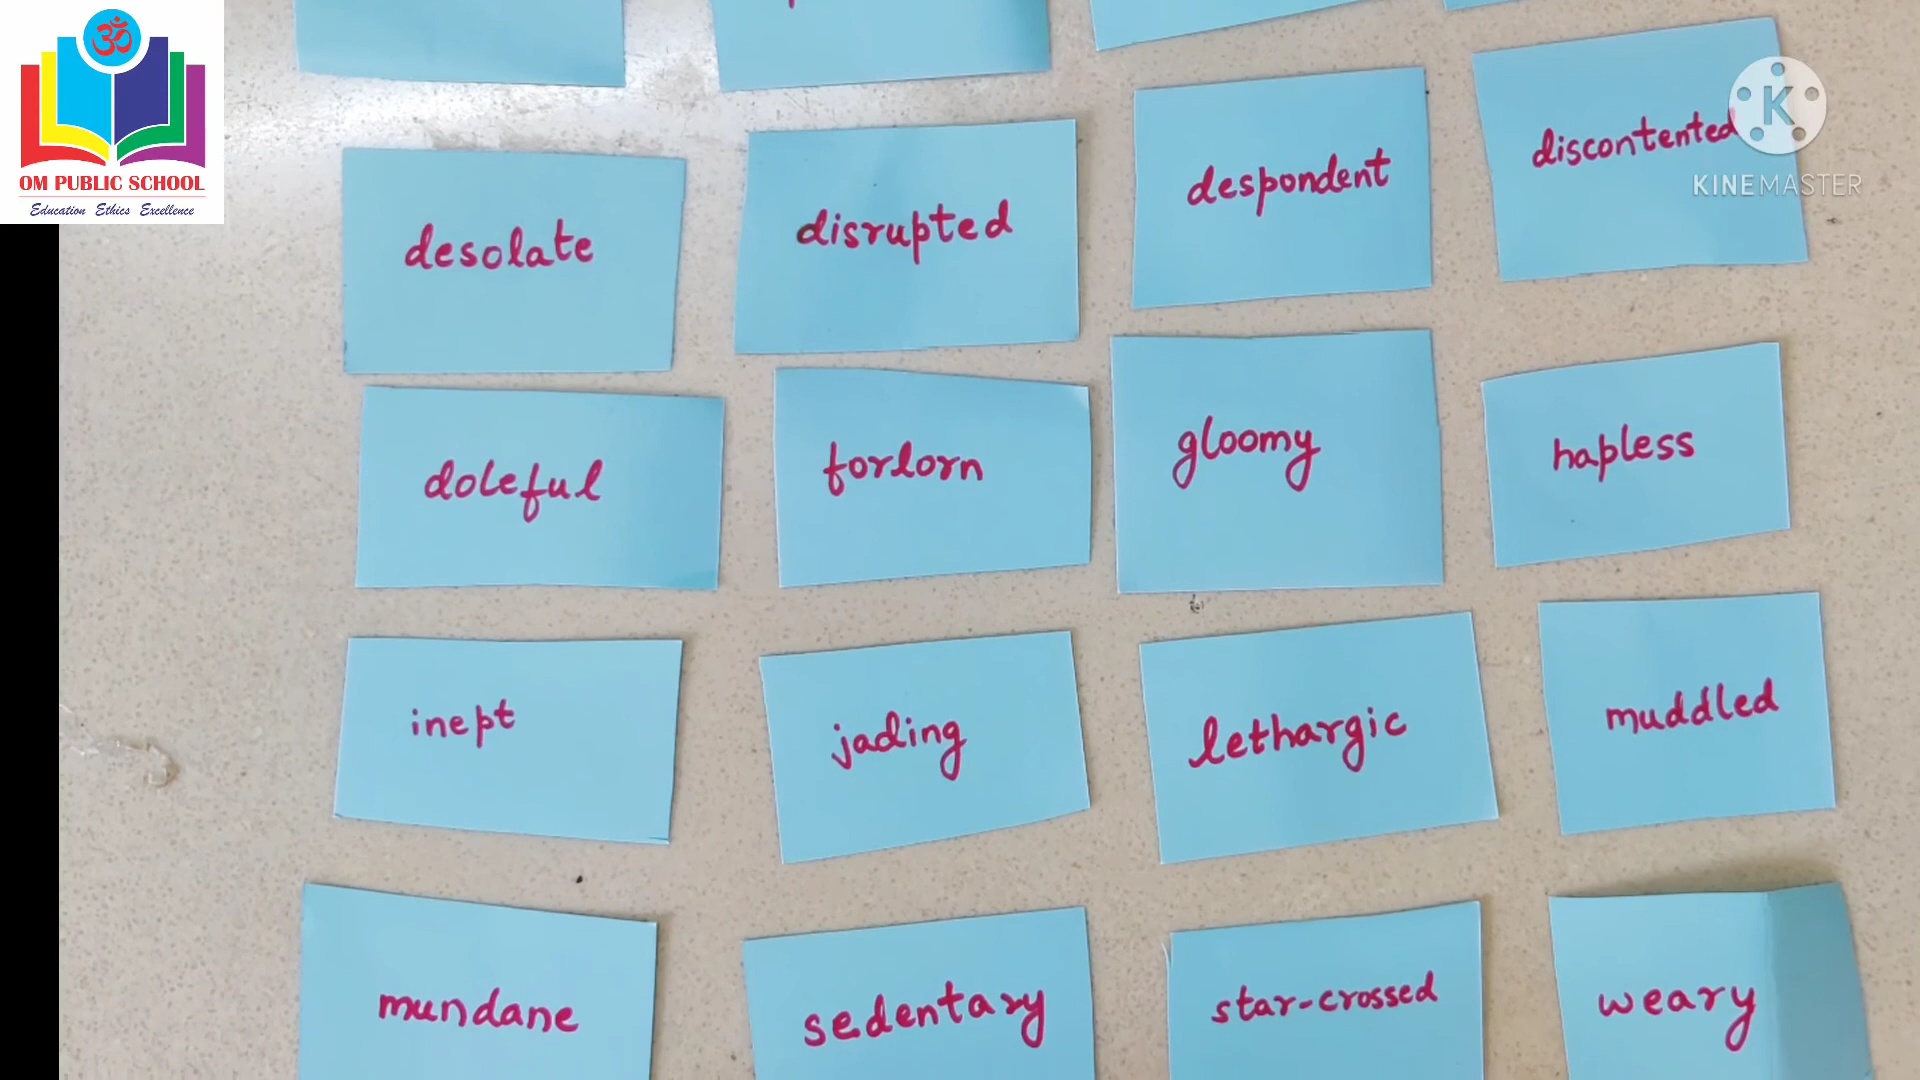 ॐ
OM PUBLIC SCHOOL
Education Ethics Excellence
K
KINEMASTER
desolate
disrupted
despondent
discontented
doleful
forlorn
gloomy
hapless
inept
jading
lethargic
muddled
mundane
sedentary
star-crossed
weary